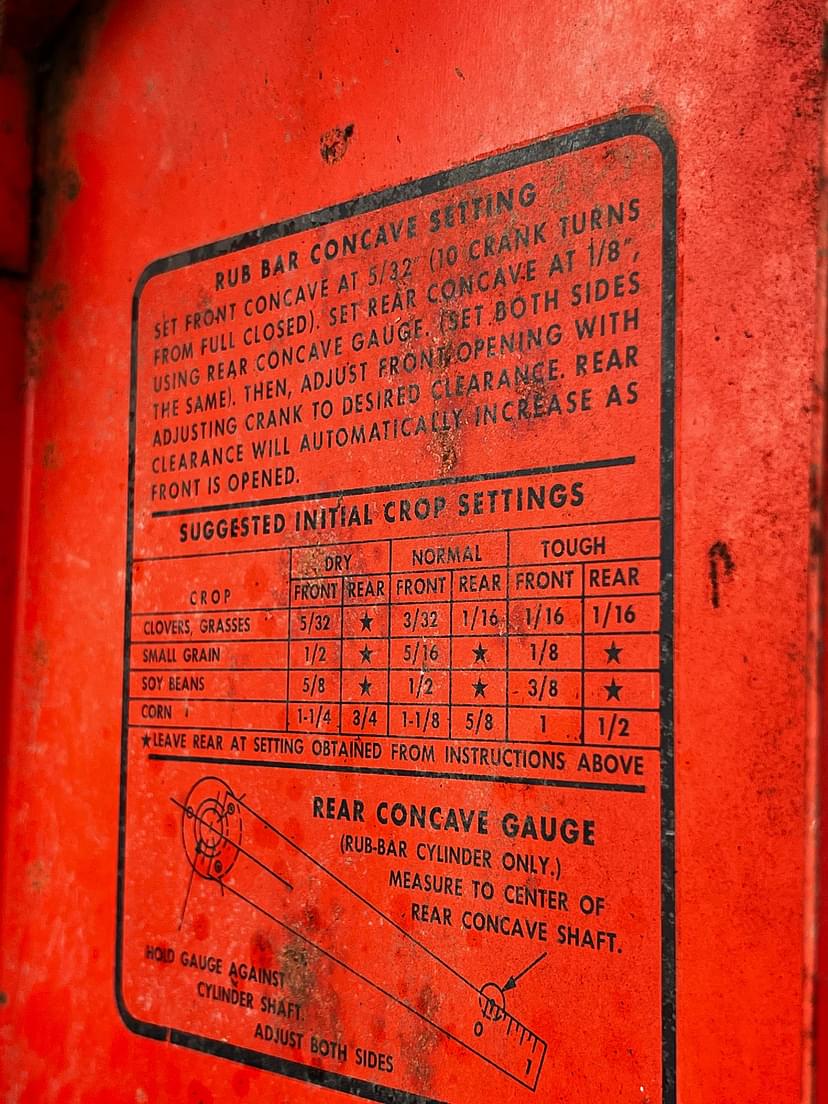 RUB BAR CONCAVE SETTING
SET FRONT CONCAVE AT 5/32" (10 CRANK TURNS
FROM FULL CLOSED). SET REAR CONCAVE AT 1/8",
USING REAR CONCAVE GAUGE. (SET BOTH SIDES
THE SAME). THEN, ADJUST FRONT OPENING WITH
ADJUSTING CRANK TO DESIRED CLEARANCE. REAR
CLEARANCE WILL AUTOMATICALLY INCREASE AS
FRONT IS OPENED.
SUGGESTED INITIAL CROP SETTINGS
DRY NORMAL TOUGH
CROP FRONT REAR FRONT REAR FRONT REAR
CLOVERS, GRASSES 5/32 ★ 3/32 1/16 1/16 1/16
SMALL GRAIN 1/2 ★ 5/16 ★ 1/8 ★
SOY BEANS 5/8 ★ 1/2 ★ 3/8 ★
CORN 1-1/4 3/4 1-1/8 5/8 1 1/2
★LEAVE REAR AT SETTING OBTAINED FROM INSTRUCTIONS ABOVE
REAR CONCAVE GAUGE
(RUB-BAR CYLINDER ONLY.)
MEASURE TO CENTER OF
REAR CONCAVE SHAFT.
HOLD GAUGE AGAINST
CYLINDER SHAFT.
ADJUST BOTH SIDES
0
1